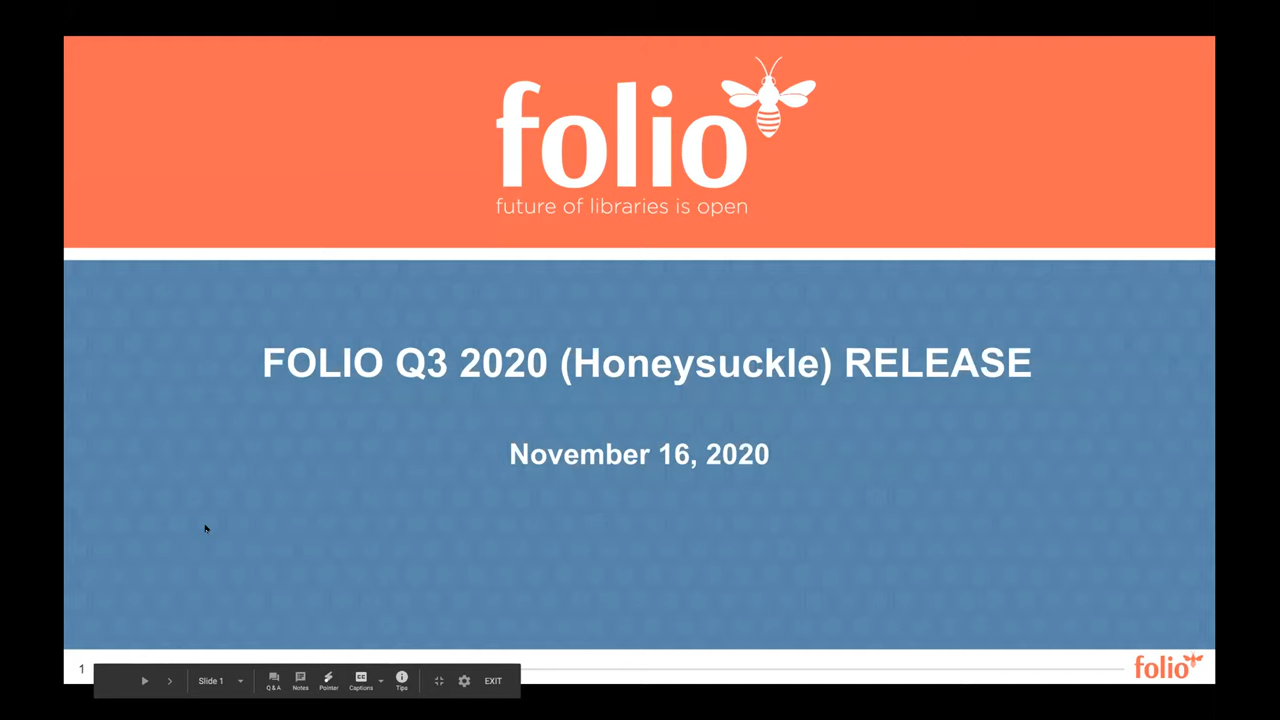 folio
future of libraries is open
FOLIO Q3 2020 (Honeysuckle) RELEASE
November 16, 2020
1
Slide 1
Q & A
Notes
Pointer
CC
Captions
Tips
EXIT
folio